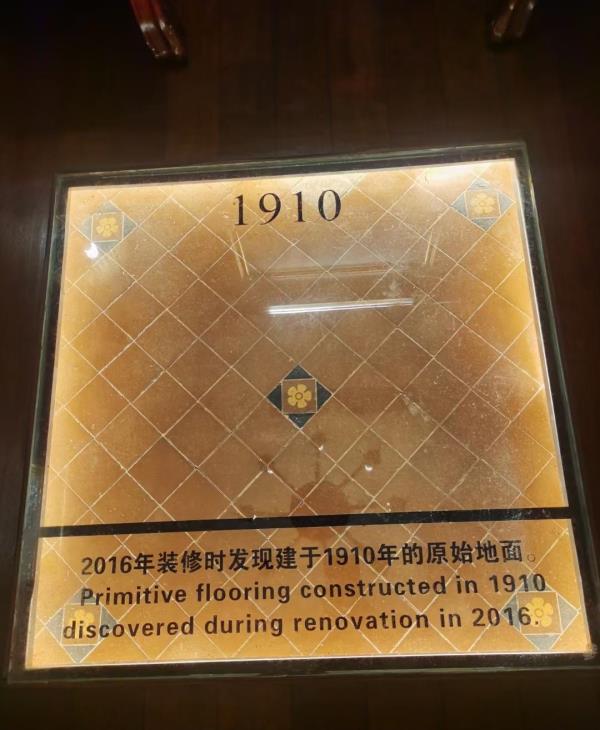 1910
2016年装修时发现建于1910年的原始地面。
Primitive flooring constructed in 1910
discovered during renovation in 2016.